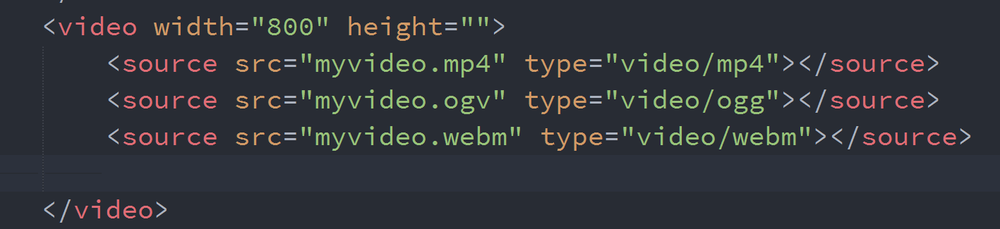 <video width="800" height="">
<source src="myvideo.mp4" type="video/mp4"></source>
<source src="myvideo.ogv" type="video/ogg"></source>
<source src="myvideo.webm" type="video/webm"></source>
</video>